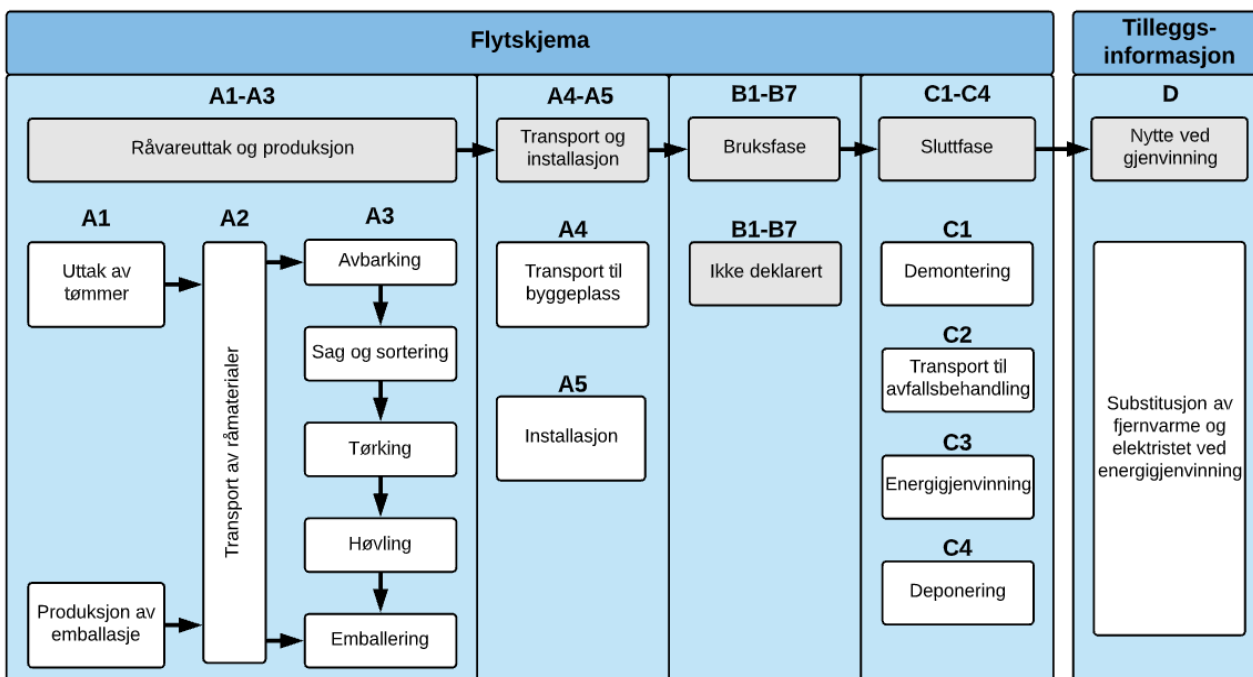 Flytskjema
Tilleggs-
informasjon
A1-A3
A4-A5
B1-B7
C1-C4
D
Råvareuttak og produksjon
Transport og
installasjon
Bruksfase
Sluttfase
Nytte ved
gjenvinning
A1
Uttak av
tømmer
Produksjon av
emballasje
A2
Transport av råmaterialer
A3
Avbarking
Sag og sortering
Tørking
Høvling
Emballering
A4
Transport til
byggeplass
A5
Installasjon
B1-B7
Ikke deklarert
C1
Demontering
C2
Transport til
avfallsbehandling
C3
Energigjenvinning
C4
Deponering
Substitusjon av
fjernvarme og
elektristet ved
energigjenvinning